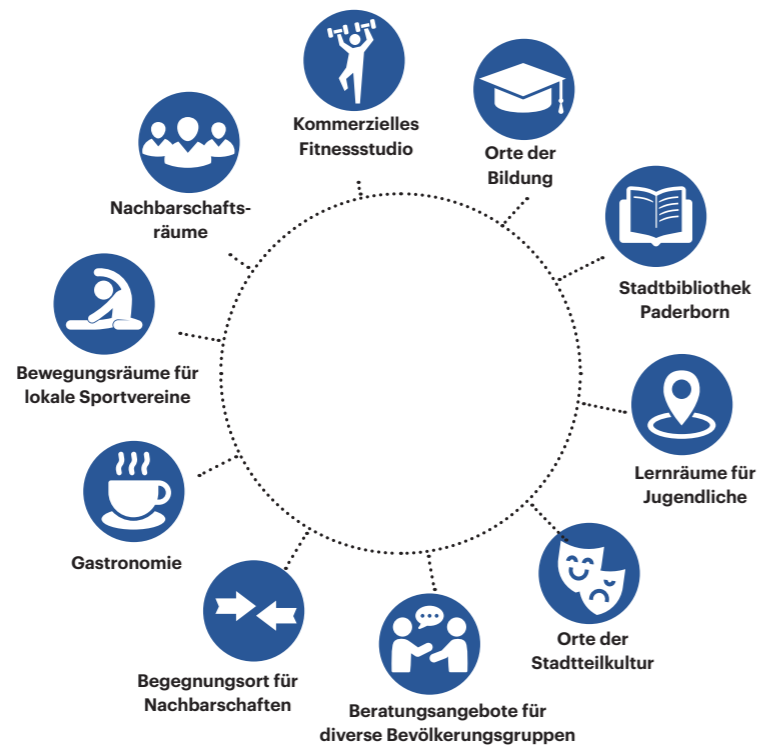 Kommerzielles
Fitnessstudio
Orte der
Bildung
Stadtbibliothek
Paderborn
Lernräume für
Jugendliche
Orte der
Stadtteilkultur
Beratungsangebote für
diverse Bevölkerungsgruppen
Begegnungsort für
Nachbarschaften
Gastronomie
Bewegungsräume für
lokale Sportvereine
Nachbarschafts-
räume